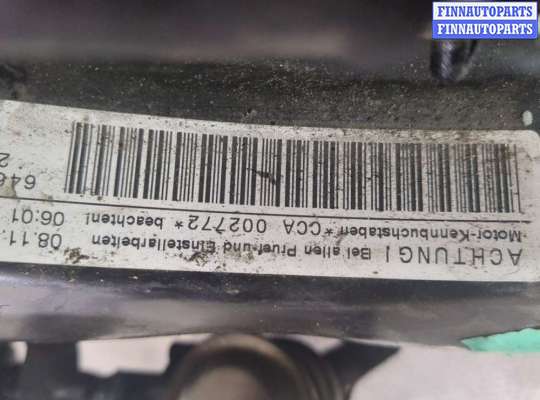 FINNAUTOPARTS
FINNAUTOPARTS
ACHTUNG ! Bei allen Prüf-und Einstellarbeiten 08.11.
Motor-Kennbuchstaben *CCA 002772* beachten! 06:01